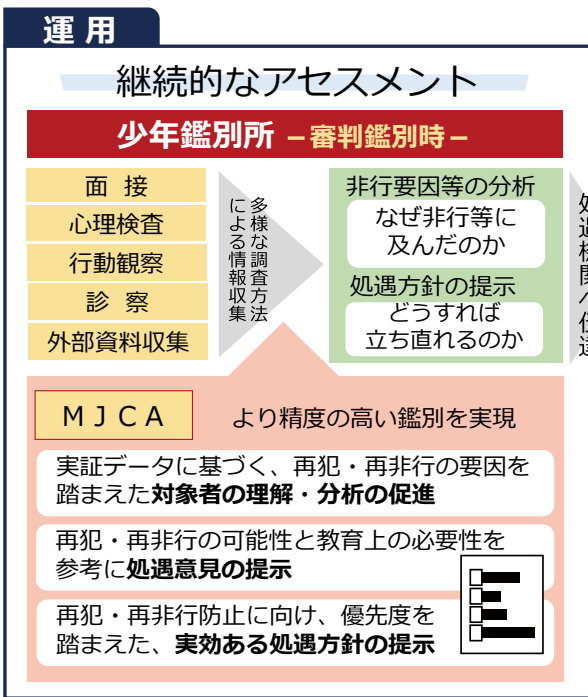 運用
継続的なアセスメント
少年鑑別所 －審判鑑別時－
面 接
心理検査
行動観察
診 察
外部資料収集
多様な調査方法
による情報収集
非行要因等の分析
なぜ非行等に
及んだのか
処遇方針の提示
どうすれば
立ち直れるのか
処遇機関へ伝達
MJCA
より精度の高い鑑別を実現
実証データに基づく、再犯・再非行の要因を
踏まえた対象者の理解・分析の促進
再犯・再非行の可能性と教育上の必要性を
参考に処遇意見の提示
再犯・再非行防止に向け、優先度を
踏まえた、実効ある処遇方針の提示